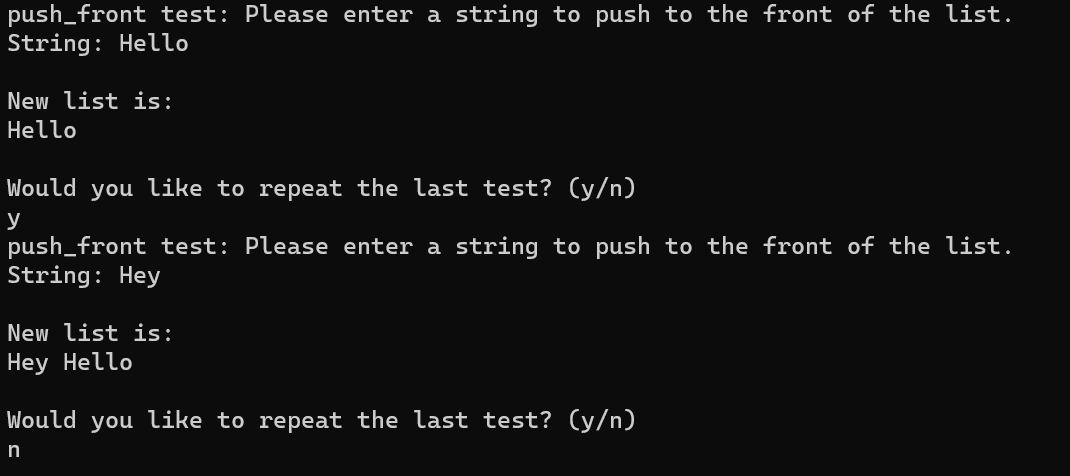 push_front test: Please enter a string to push to the front of the list.
String: Hello
New list is:
Hello
Would you like to repeat the last test? (y/n)
y
push_front test: Please enter a string to push to the front of the list.
String: Hey
New list is:
Hey Hello
Would you like to repeat the last test? (y/n)
n